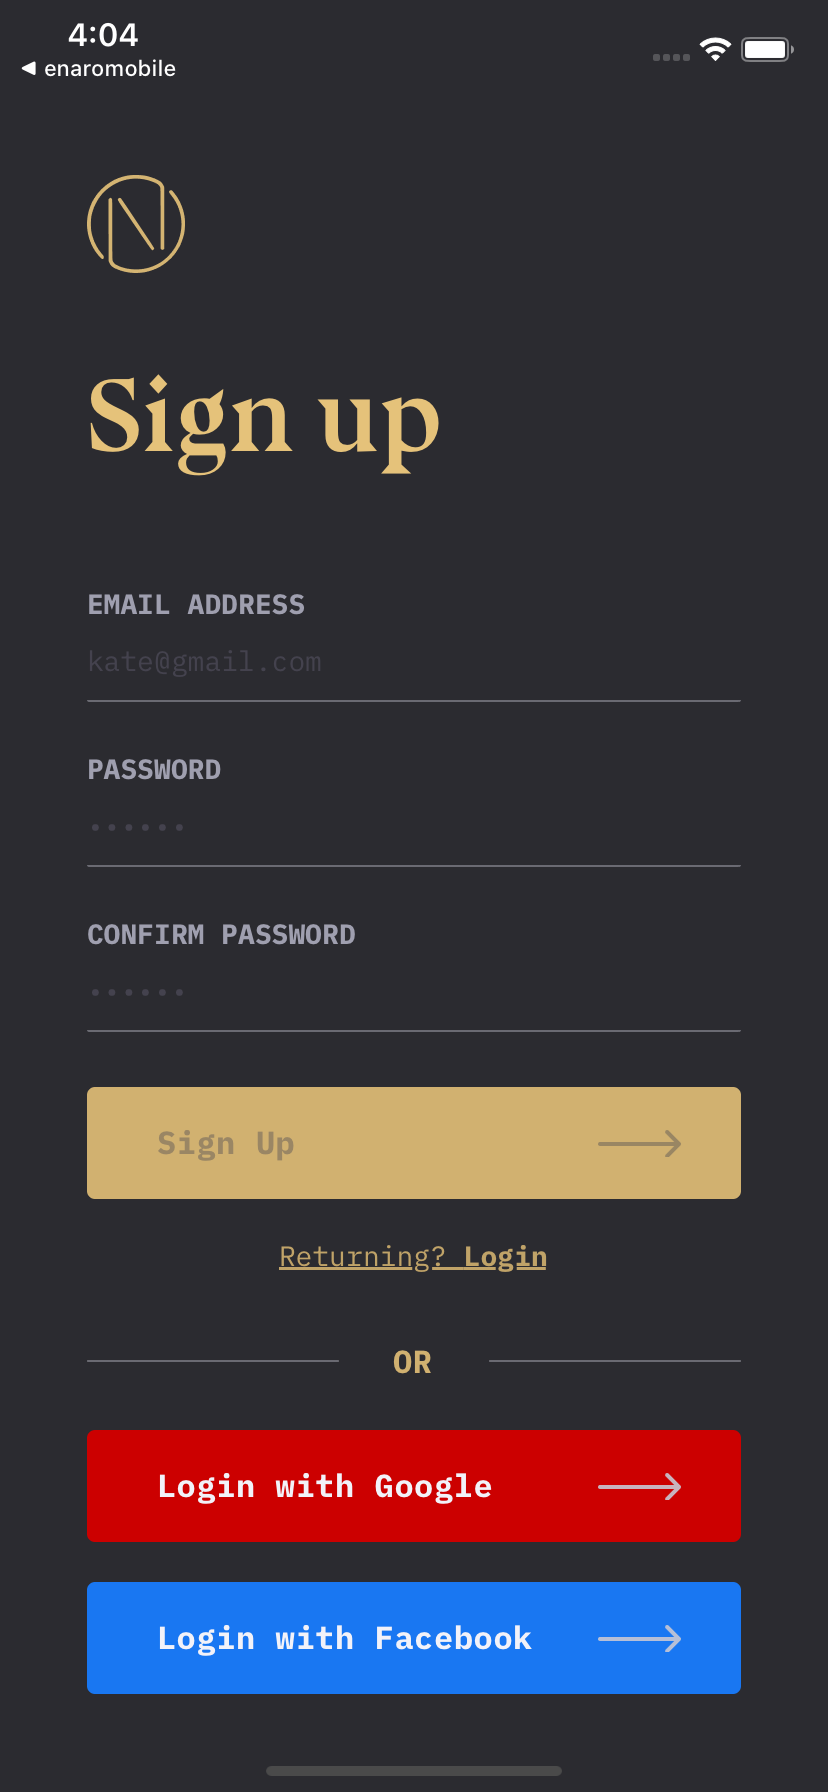 4:04
◀ enaromobile
N
Sign up
EMAIL ADDRESS
kate@gmail.com
PASSWORD
••••••
CONFIRM PASSWORD
••••••
Sign Up
Returning? Login
OR
Login with Google
Login with Facebook